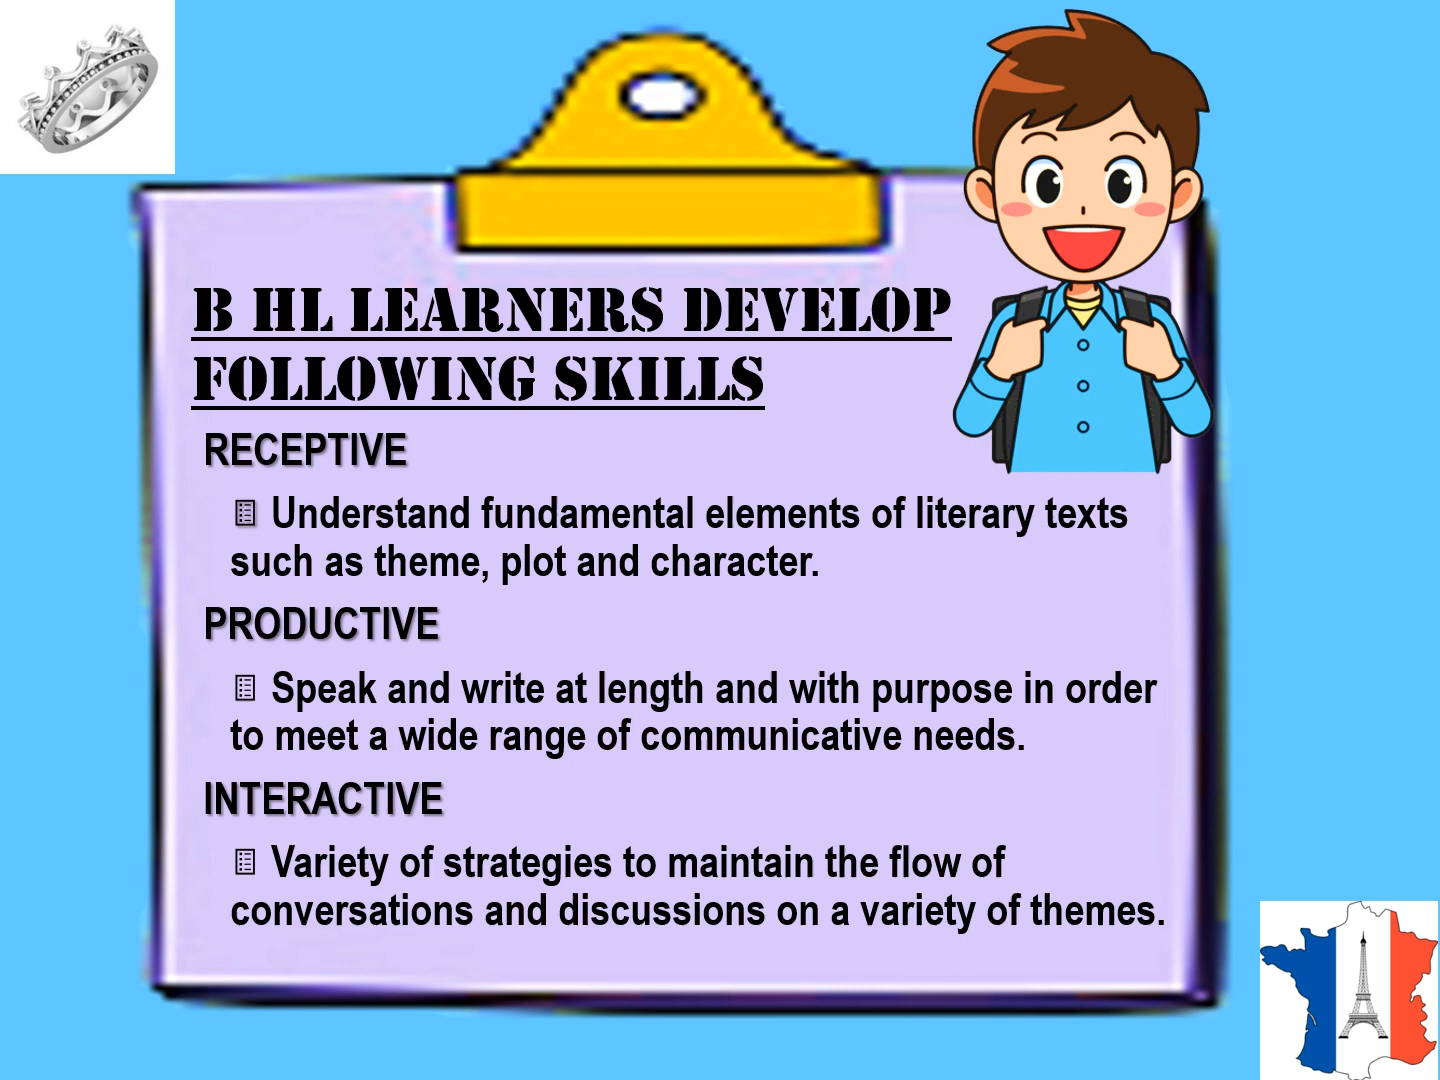 B HL LEARNERS DEVELOP
FOLLOWING SKILLS
RECEPTIVE
Understand fundamental elements of literary texts
such as theme, plot and character.
PRODUCTIVE
Speak and write at length and with purpose in order
to meet a wide range of communicative needs.
INTERACTIVE
Variety of strategies to maintain the flow of
conversations and discussions on a variety of themes.